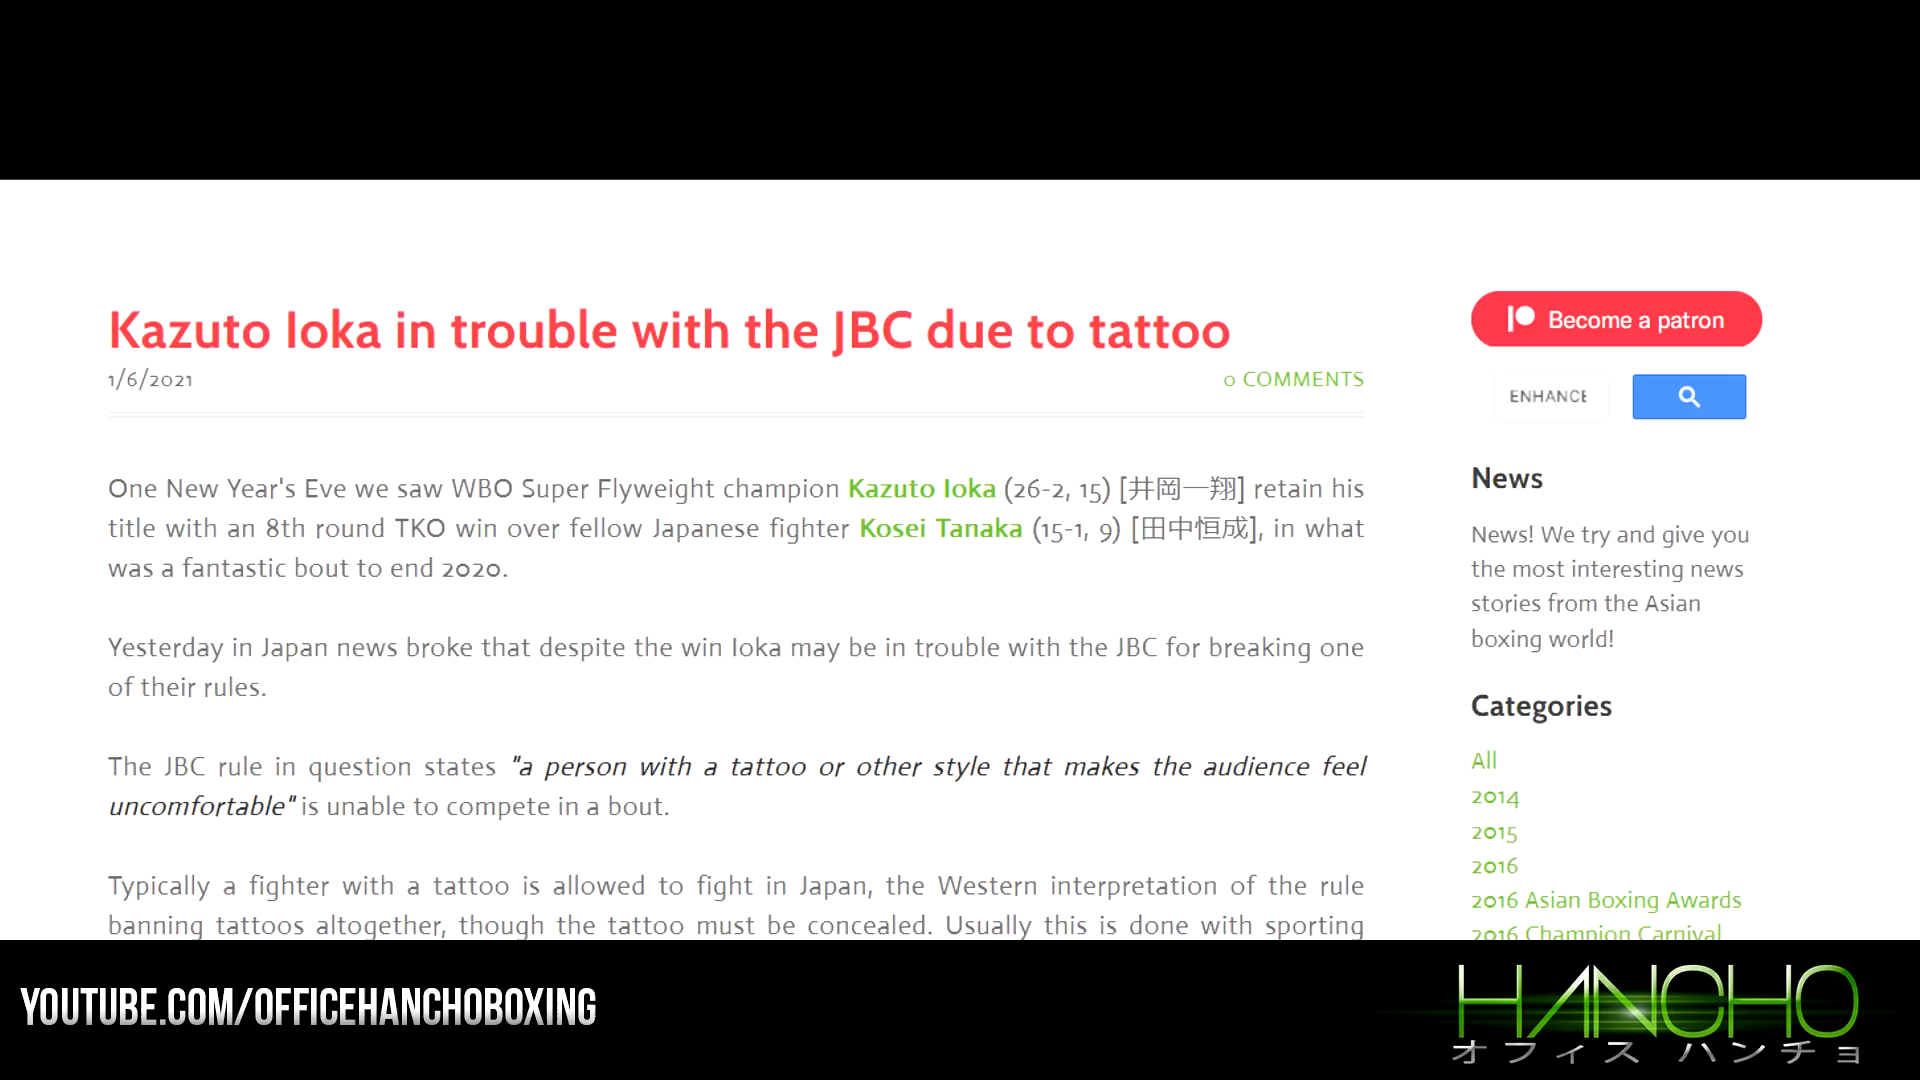 Kazuto Ioka in trouble with the JBC due to tattoo
1/6/2021
0 COMMENTS
One New Year's Eve we saw WBO Super Flyweight champion Kazuto Ioka (26-2, 15) [井岡一翔] retain his
title with an 8th round TKO win over fellow Japanese fighter Kosei Tanaka (15-1, 9) [田中恒成], in what
was a fantastic bout to end 2020.
Yesterday in Japan news broke that despite the win Ioka may be in trouble with the JBC for breaking one
of their rules.
The JBC rule in question states "a person with a tattoo or other style that makes the audience feel
uncomfortable" is unable to compete in a bout.
Typically a fighter with a tattoo is allowed to fight in Japan, the Western interpretation of the rule
banning tattoos altogether, though the tattoo must be concealed. Usually this is done with sporting
Become a patron
ENHANCE
News
News! We try and give you
the most interesting news
stories from the Asian
boxing world!
Categories
All
2014
2015
2016
2016 Asian Boxing Awards
2016 Champion Carnival
YOUTUBE.COM/OFFICEHANCHOBOXING
HANCHO
オフィス ハンチョ